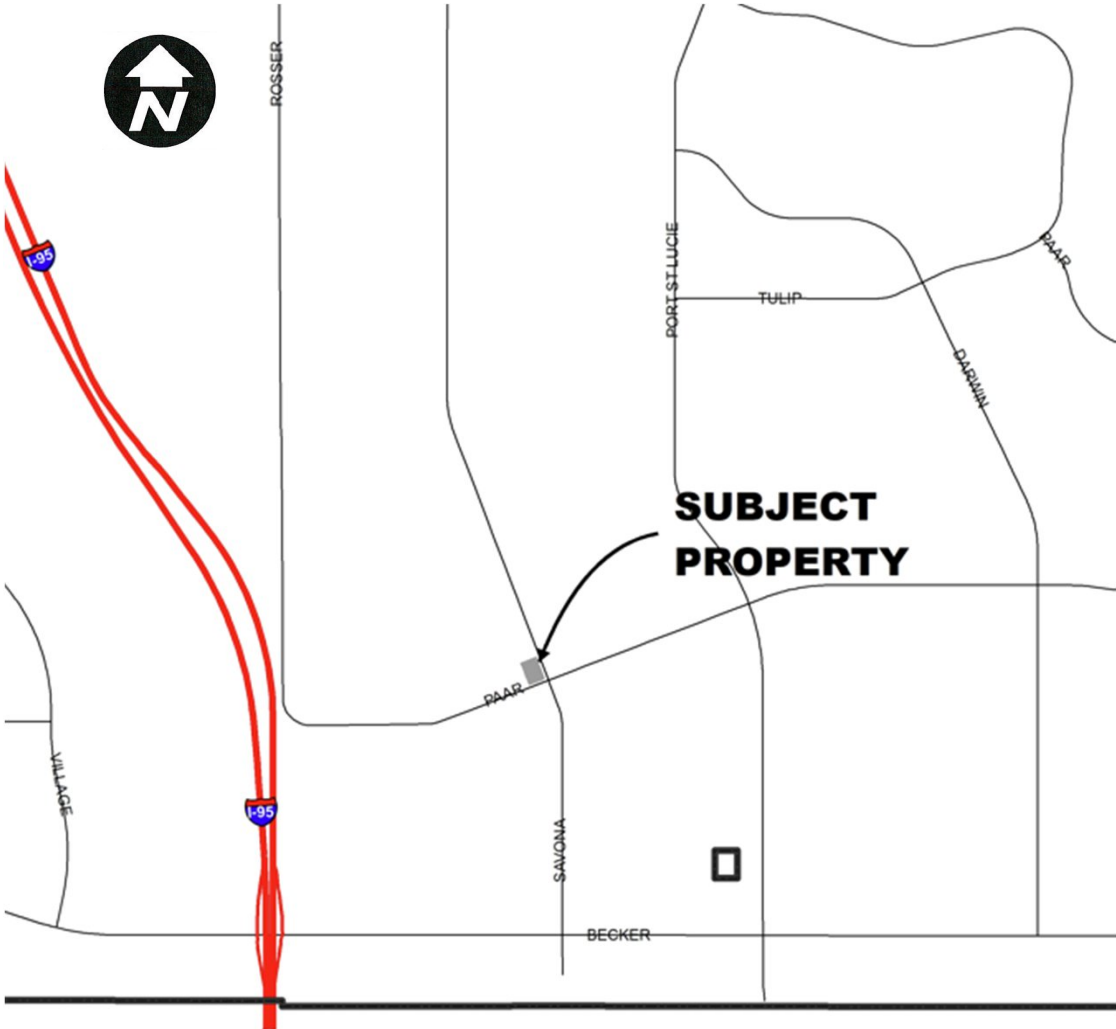 N
ROSSER
I-95
PORT ST LUCIE
PAAR
TULIP
DARWIN
SUBJECT
PROPERTY
PAAR
VILLAGE
I-95
SAVONA
BECKER